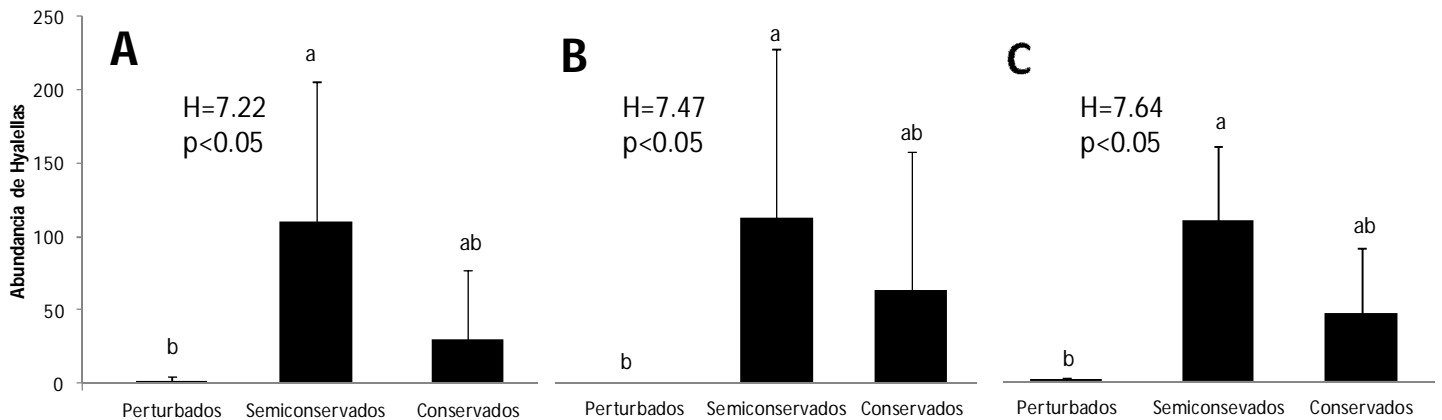 Abundancia de Hyalellas
250
200
150
100
50
0
A
H=7.22
p<0.05
b
a
ab
Perturbados Semiconservados Conservados
B
H=7.47
p<0.05
b
a
ab
Perturbados Semiconservados Conservados
C
H=7.64
p<0.05
b
a
ab
Perturbados Semiconsevados Conservados